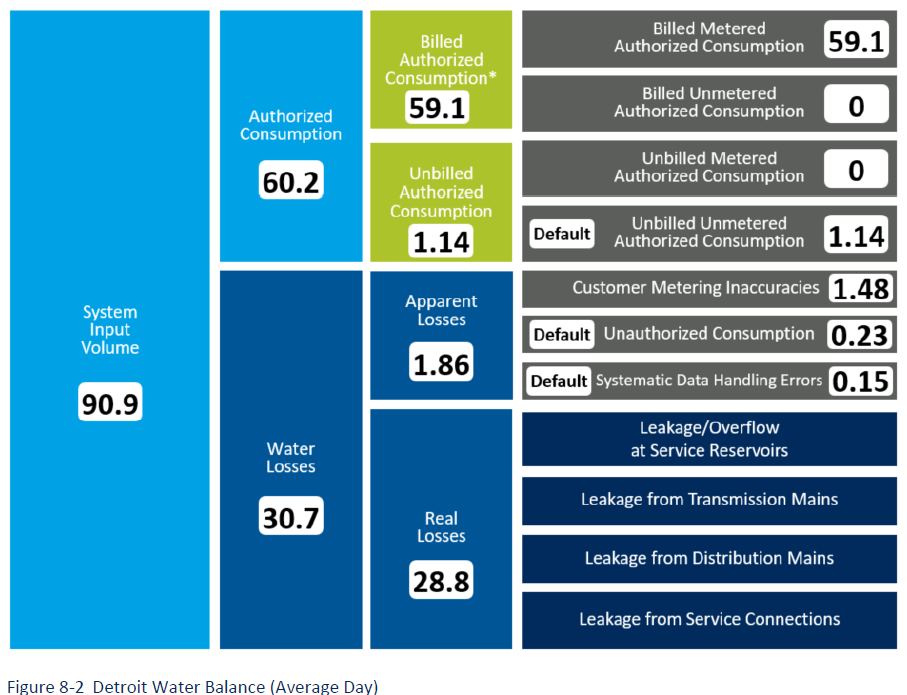 System
Input
Volume
90.9
Authorized
Consumption
60.2
Water
Losses
30.7
Billed
Authorized
Consumption*
59.1
Unbilled
Authorized
Consumption
1.14
Apparent
Losses
1.86
Real
Losses
28.8
Billed Metered
Authorized Consumption
59.1
Billed Unmetered
Authorized Consumption
0
Unbilled Metered
Authorized Consumption
0
Default
Unbilled Unmetered
Authorized Consumption
1.14
Customer Metering Inaccuracies 1.48
Default Unauthorized Consumption 0.23
Default Systematic Data Handling Errors 0.15
Leakage/Overflow
at Service Reservoirs
Leakage from Transmission Mains
Leakage from Distribution Mains
Leakage from Service Connections
Figure 8-2 Detroit Water Balance (Average Day)